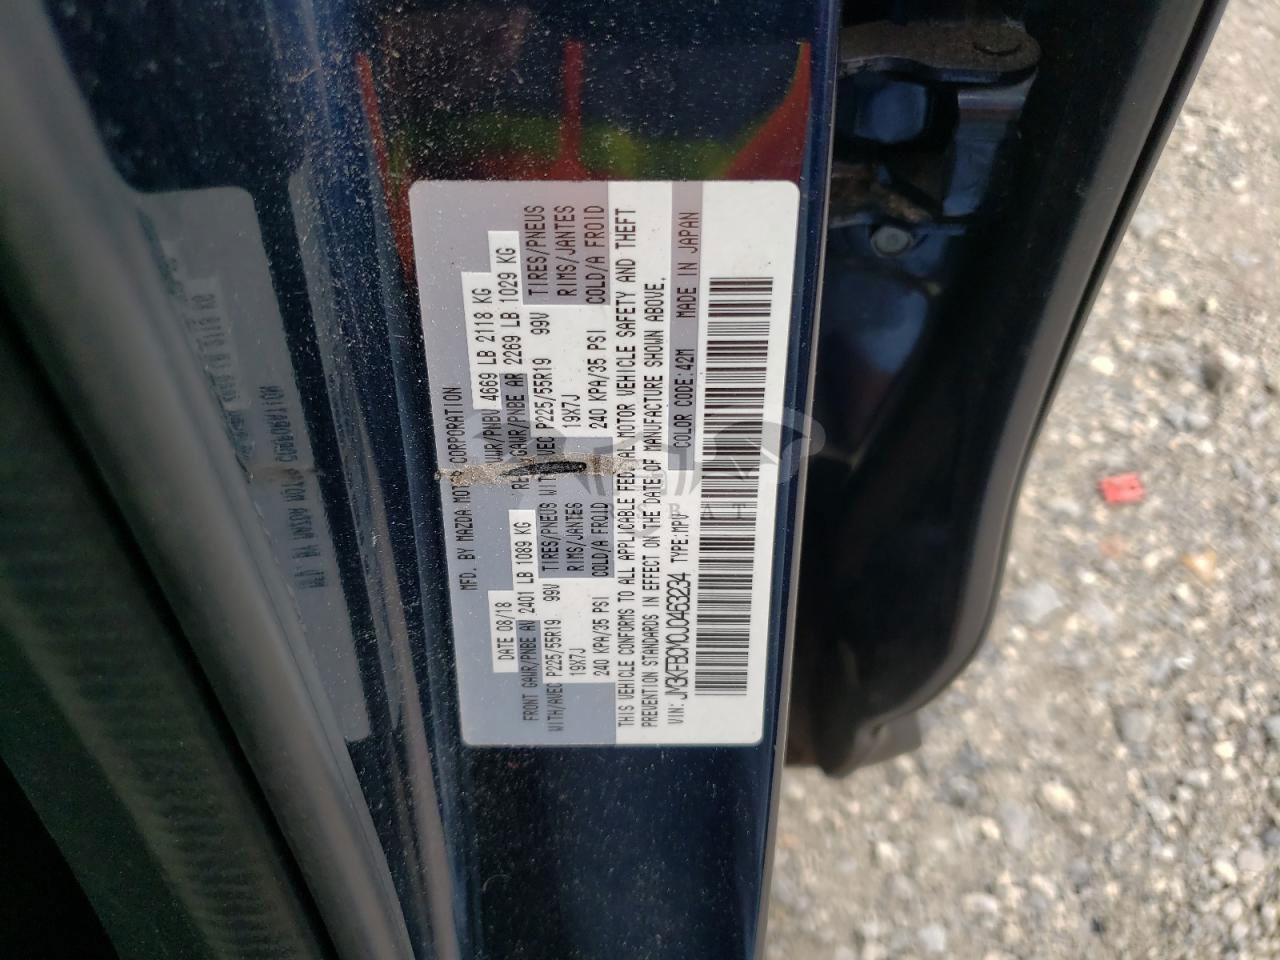 MFD. BY MAZDA MOTOR CORPORATION
DATE 08/18 GVWR/PNBV 4669 LB 2118 KG
FRONT GAWR/PNBE AV 2401 LB 1089 KG REAR GAWR/PNBE AR 2269 LB 1029 KG
WITH/AVEC P225/55R19 99V TIRES/PNEUS WITH/AVEC P225/55R19 99V TIRES/PNEUS
19X7J RIMS/JANTES 19X7J RIMS/JANTES
240 KPA/35 PSI COLD/A FROID 240 KPA/35 PSI COLD/A FROID
THIS VEHICLE CONFORMS TO ALL APPLICABLE FEDERAL MOTOR VEHICLE SAFETY AND THEFT
PREVENTION STANDARDS IN EFFECT ON THE DATE OF MANUFACTURE SHOWN ABOVE.
VIN: JM3KFBCM0J0463234 TYPE:MPV COLOR CODE:42M MADE IN JAPAN